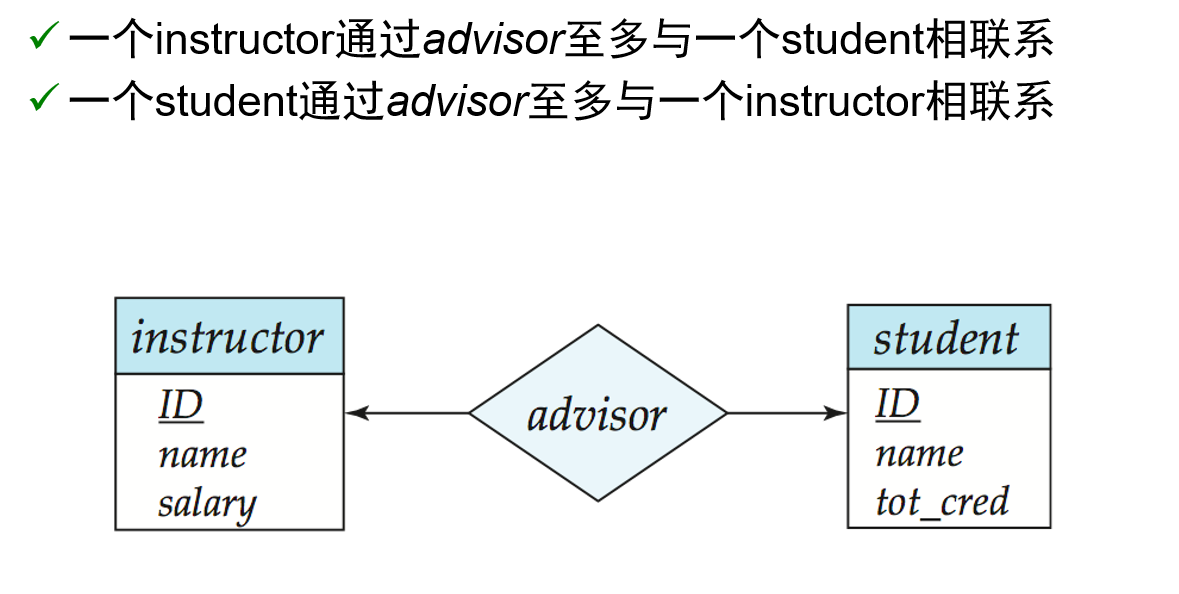 ✓ 一个instructor通过advisor至多与一个student相联系
✓ 一个student通过advisor至多与一个instructor相联系
instructor
ID
name
salary
advisor
student
ID
name
tot_cred